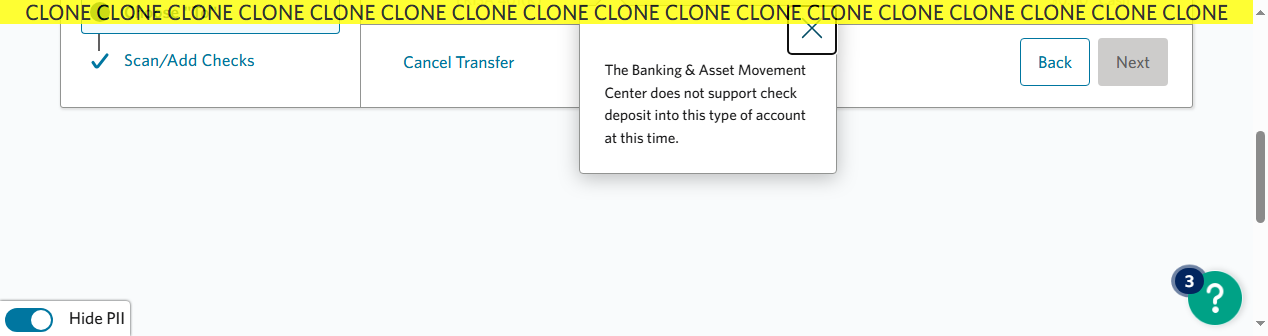 CLONE CLONE CLONE CLONE CLONE CLONE CLONE CLONE CLONE CLONE CLONE CLONE CLONE CLONE CLONE CLONE CLONE
Scan/Add Checks
Cancel Transfer
The Banking & Asset Movement
Center does not support check
deposit into this type of account
at this time.
Back
Next
3
?
Hide PII